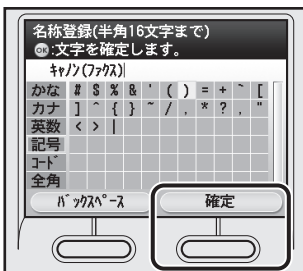 名称登録(半角16文字まで)
OK:文字を確定します。
ｷｬﾉﾝ(ﾌｧｸｽ)
かな # $ % & ' ( ) = + ` [
カナ ] ^ { } ~ / . * ? , "
英数 < > |
記号
ｺｰﾄﾞ
全角
ﾊﾞｯｸｽﾍﾟｰｽ 確定